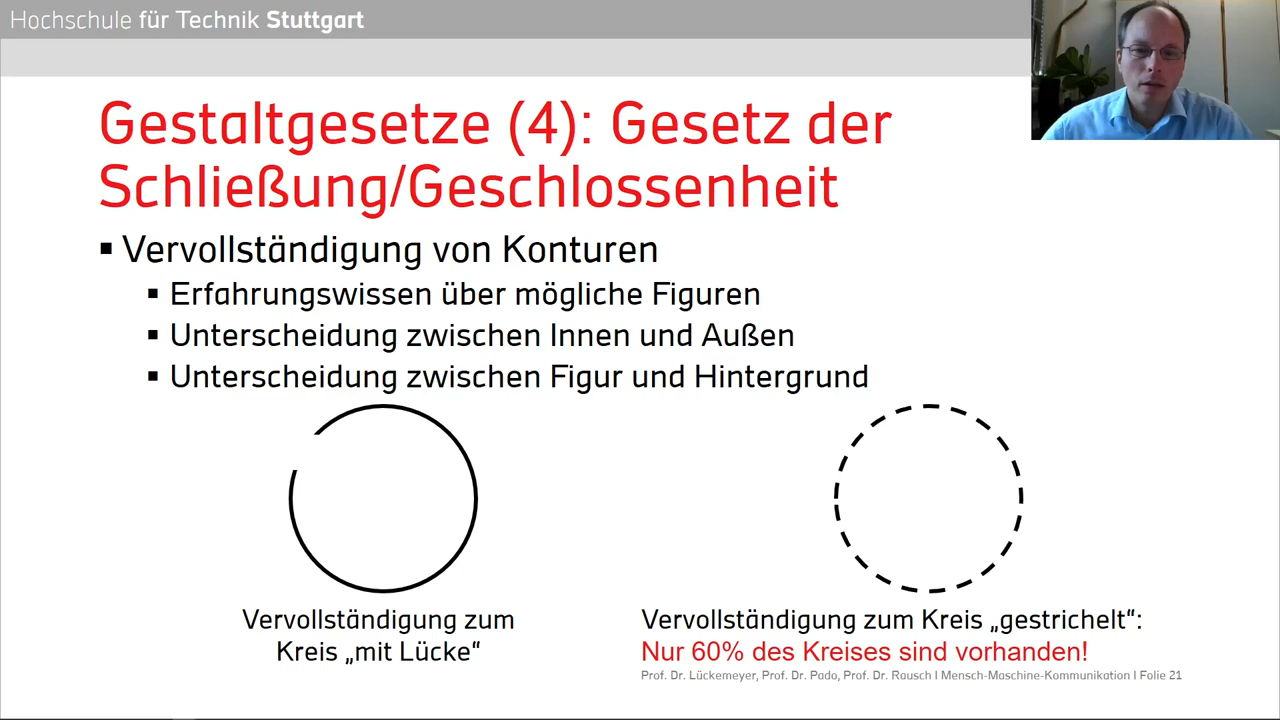 Hochschule für Technik Stuttgart
Gestaltgesetze (4): Gesetz der
Schließung/Geschlossenheit
▪ Vervollständigung von Konturen
▪ Erfahrungswissen über mögliche Figuren
▪ Unterscheidung zwischen Innen und Außen
▪ Unterscheidung zwischen Figur und Hintergrund
Vervollständigung zum
Kreis „mit Lücke“
Vervollständigung zum Kreis „gestrichelt“:
Nur 60% des Kreises sind vorhanden!
Prof. Dr. Lückemeyer, Prof. Dr. Pado, Prof. Dr. Rausch I Mensch-Maschine-Kommunikation I Folie 21